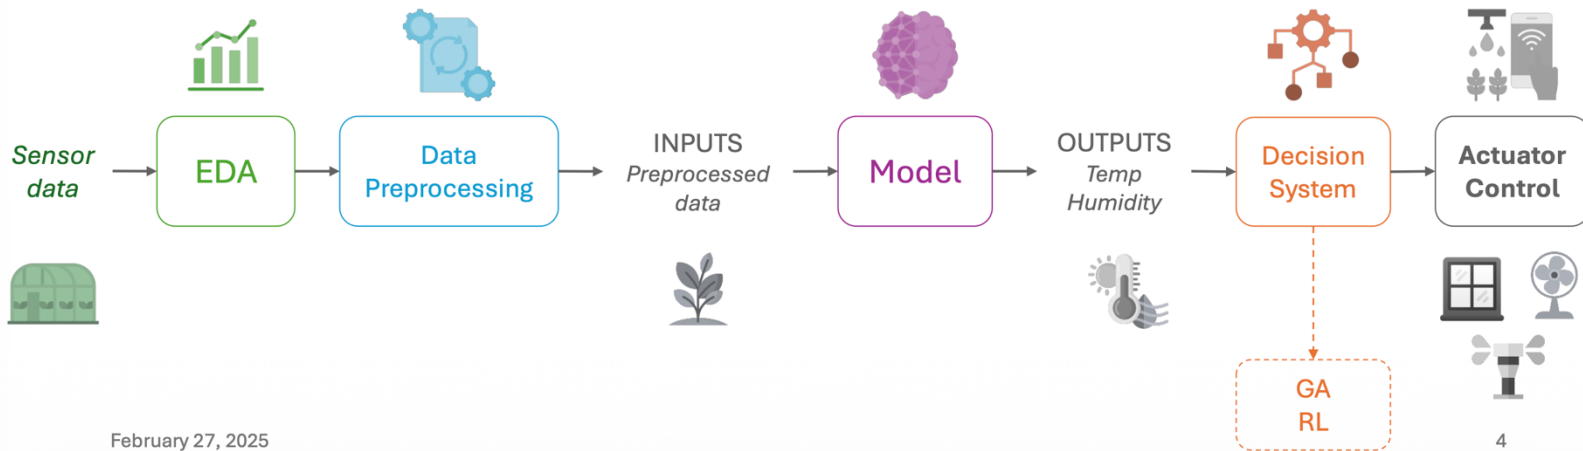 Sensor
data
EDA
Data
Preprocessing
INPUTS
Preprocessed
data
Model
OUTPUTS
Temp
Humidity
Decision
System
Actuator
Control
GA
RL
February 27, 2025
4